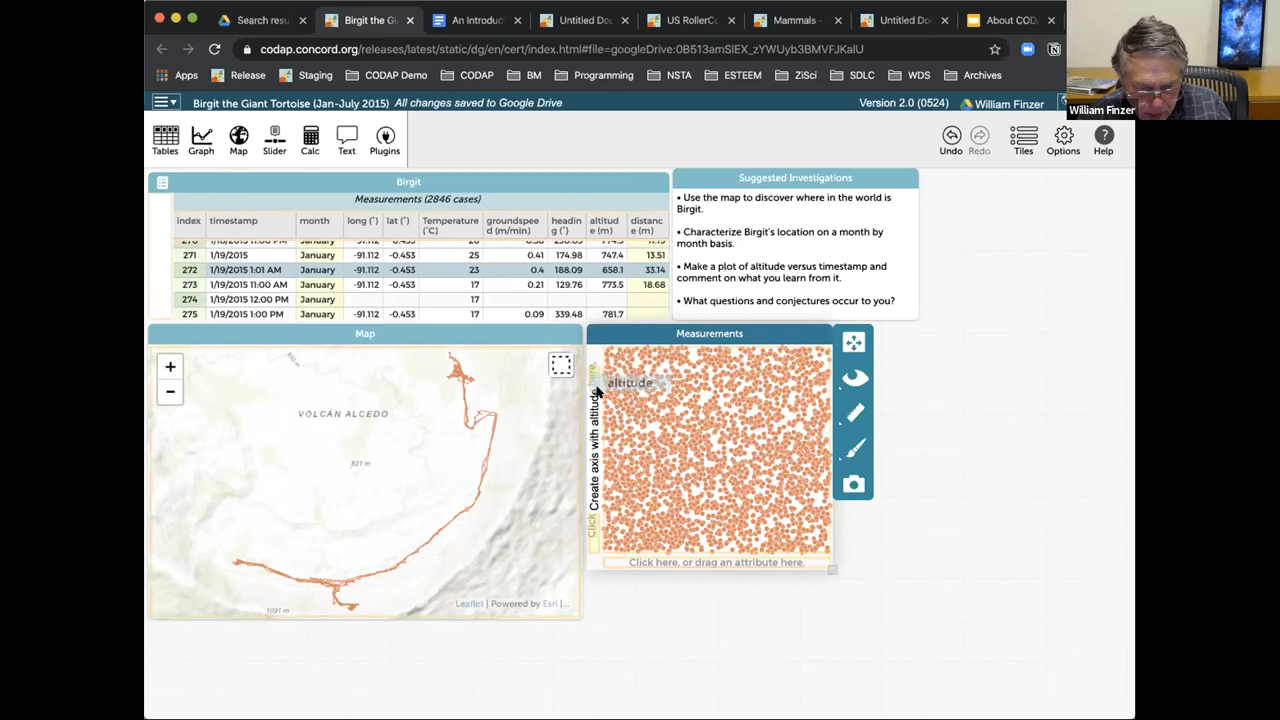 Search resu
Birgit the Gia
An Introduc
Untitled Dou
US RollerCo
Mammals -
Untitled Dou
About COD
codap.concord.org/releases/latest/static/dg/en/cert/index.html#file=googleDrive:0B513amSIEX_zYWUyb3BMVFJKalU
Apps
Release
Staging
CODAP Demo
CODAP
BM
Programming
NSTA
ESTEEM
ZiSci
SDLC
WDS
Archives
William Finzer
Birgit the Giant Tortoise (Jan-July 2015) All changes saved to Google Drive
Version 2.0 (0524)
William Finzer
Tables
Graph
Map
Slider
Calc
Text
Plugins
Undo
Redo
Tiles
Options
Help
Birgit
Measurements (2846 cases)
index timestamp month long (°) lat (°) Temperature (°C) groundspee d (m/min) headin g (°) altitud e (m) distanc e (m)
271 1/19/2015 January -91.112 -0.453 25 0.41 174.98 747.4 13.51
272 1/19/2015 1:01 AM January -91.112 -0.453 23 0.4 188.09 658.1 33.14
273 1/19/2015 11:00 AM January -91.112 -0.453 17 0.21 129.76 773.5 18.68
274 1/19/2015 12:00 PM January 17
275 1/19/2015 1:00 PM January -91.112 -0.453 17 0.09 339.48 781.7
Suggested Investigations
• Use the map to discover where in the world is
Birgit.
• Characterize Birgit's location on a month by
month basis.
• Make a plot of altitude versus timestamp and
comment on what you learn from it.
• What questions and conjectures occur to you?
Map
+
−
VOLCÁN ALCEDO
821 m
1091 m
Leaflet | Powered by Esri |...
Measurements
altitude
Create axis with altitude
Click
here.
Click here, or drag an attribute here.